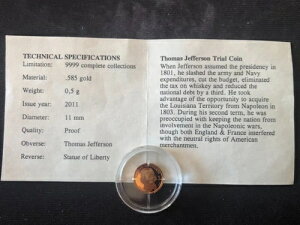 TECHNICAL SPECIFICATIONS
Limitation: 9999 complete collections
Material: .585 gold
Weight: 0,5 g
Issue year: 2011
Diameter: 11 mm
Quality: Proof
Obverse: Thomas Jefferson
Reverse: Statue of Liberty
Thomas Jefferson Trial Coin
When Jefferson assumed the presidency in
1801, he slashed the army and Navy
expenditures, cut the budget, eliminated
the tax on whiskey and reduced the
national debt by a third. He took
advantage of the opportunity to acquire
the Louisiana Territory from Napoleon in
1803. During his second term, he was
preoccupied with keeping the nation from
involvement in the Napoleonic wars,
though both England & France interfered
with the neutral rights of American
merchantmen.